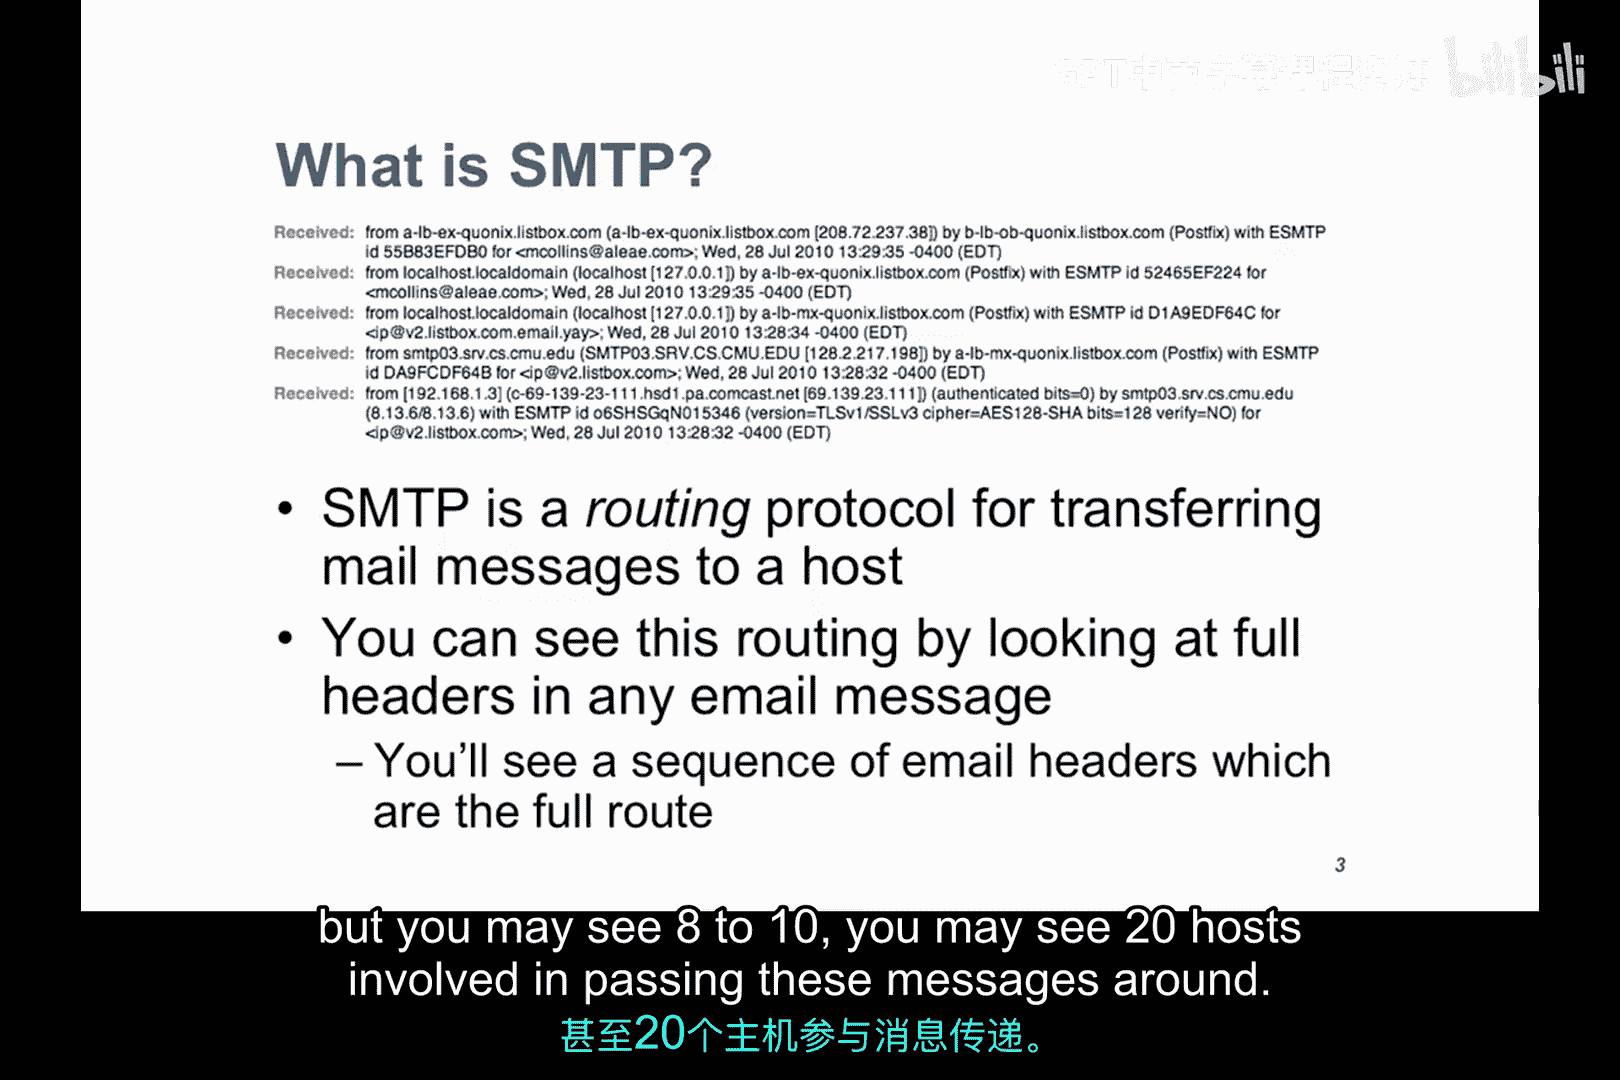 bilibili
What is SMTP?
Received: from a-lb-ex-quonix.listbox.com (a-lb-ex-quonix.listbox.com [208.72.237.38]) by b-lb-ob-quonix.listbox.com (Postfix) with ESMTP
id 55B83EFDB0 for <mcollins@aleae.com>; Wed, 28 Jul 2010 13:29:35 -0400 (EDT)
Received: from localhost.localdomain (localhost [127.0.0.1]) by a-lb-ex-quonix.listbox.com (Postfix) with ESMTP id 52465EF224 for
<mcollins@aleae.com>; Wed, 28 Jul 2010 13:29:35 -0400 (EDT)
Received: from localhost.localdomain (localhost [127.0.0.1]) by a-lb-mx-quonix.listbox.com (Postfix) with ESMTP id D1A9EDF64C for
<ip@v2.listbox.com.email.yay>; Wed, 28 Jul 2010 13:28:34 -0400 (EDT)
Received: from smtp03.srv.cs.cmu.edu (SMTP03.SRV.CS.CMU.EDU [128.2.217.198]) by a-lb-mx-quonix.listbox.com (Postfix) with ESMTP
id DA9FCDF64B for <ip@v2.listbox.com>; Wed, 28 Jul 2010 13:28:32 -0400 (EDT)
Received: from [192.168.1.3] (c-69-139-23-111.hsd1.pa.comcast.net [69.139.23.111]) (authenticated bits=0) by smtp03.srv.cs.cmu.edu
(8.13.6/8.13.6) with ESMTP id o6SHSGqN015346 (version=TLSv1/SSLv3 cipher=AES128-SHA bits=128 verify=NO) for
<ip@v2.listbox.com>; Wed, 28 Jul 2010 13:28:32 -0400 (EDT)
• SMTP is a routing protocol for transferring
mail messages to a host
• You can see this routing by looking at full
headers in any email message
– You’ll see a sequence of email headers which
are the full route
3
but you may see 8 to 10, you may see 20 hosts
involved in passing these messages around.
甚至20个主机参与消息传递。